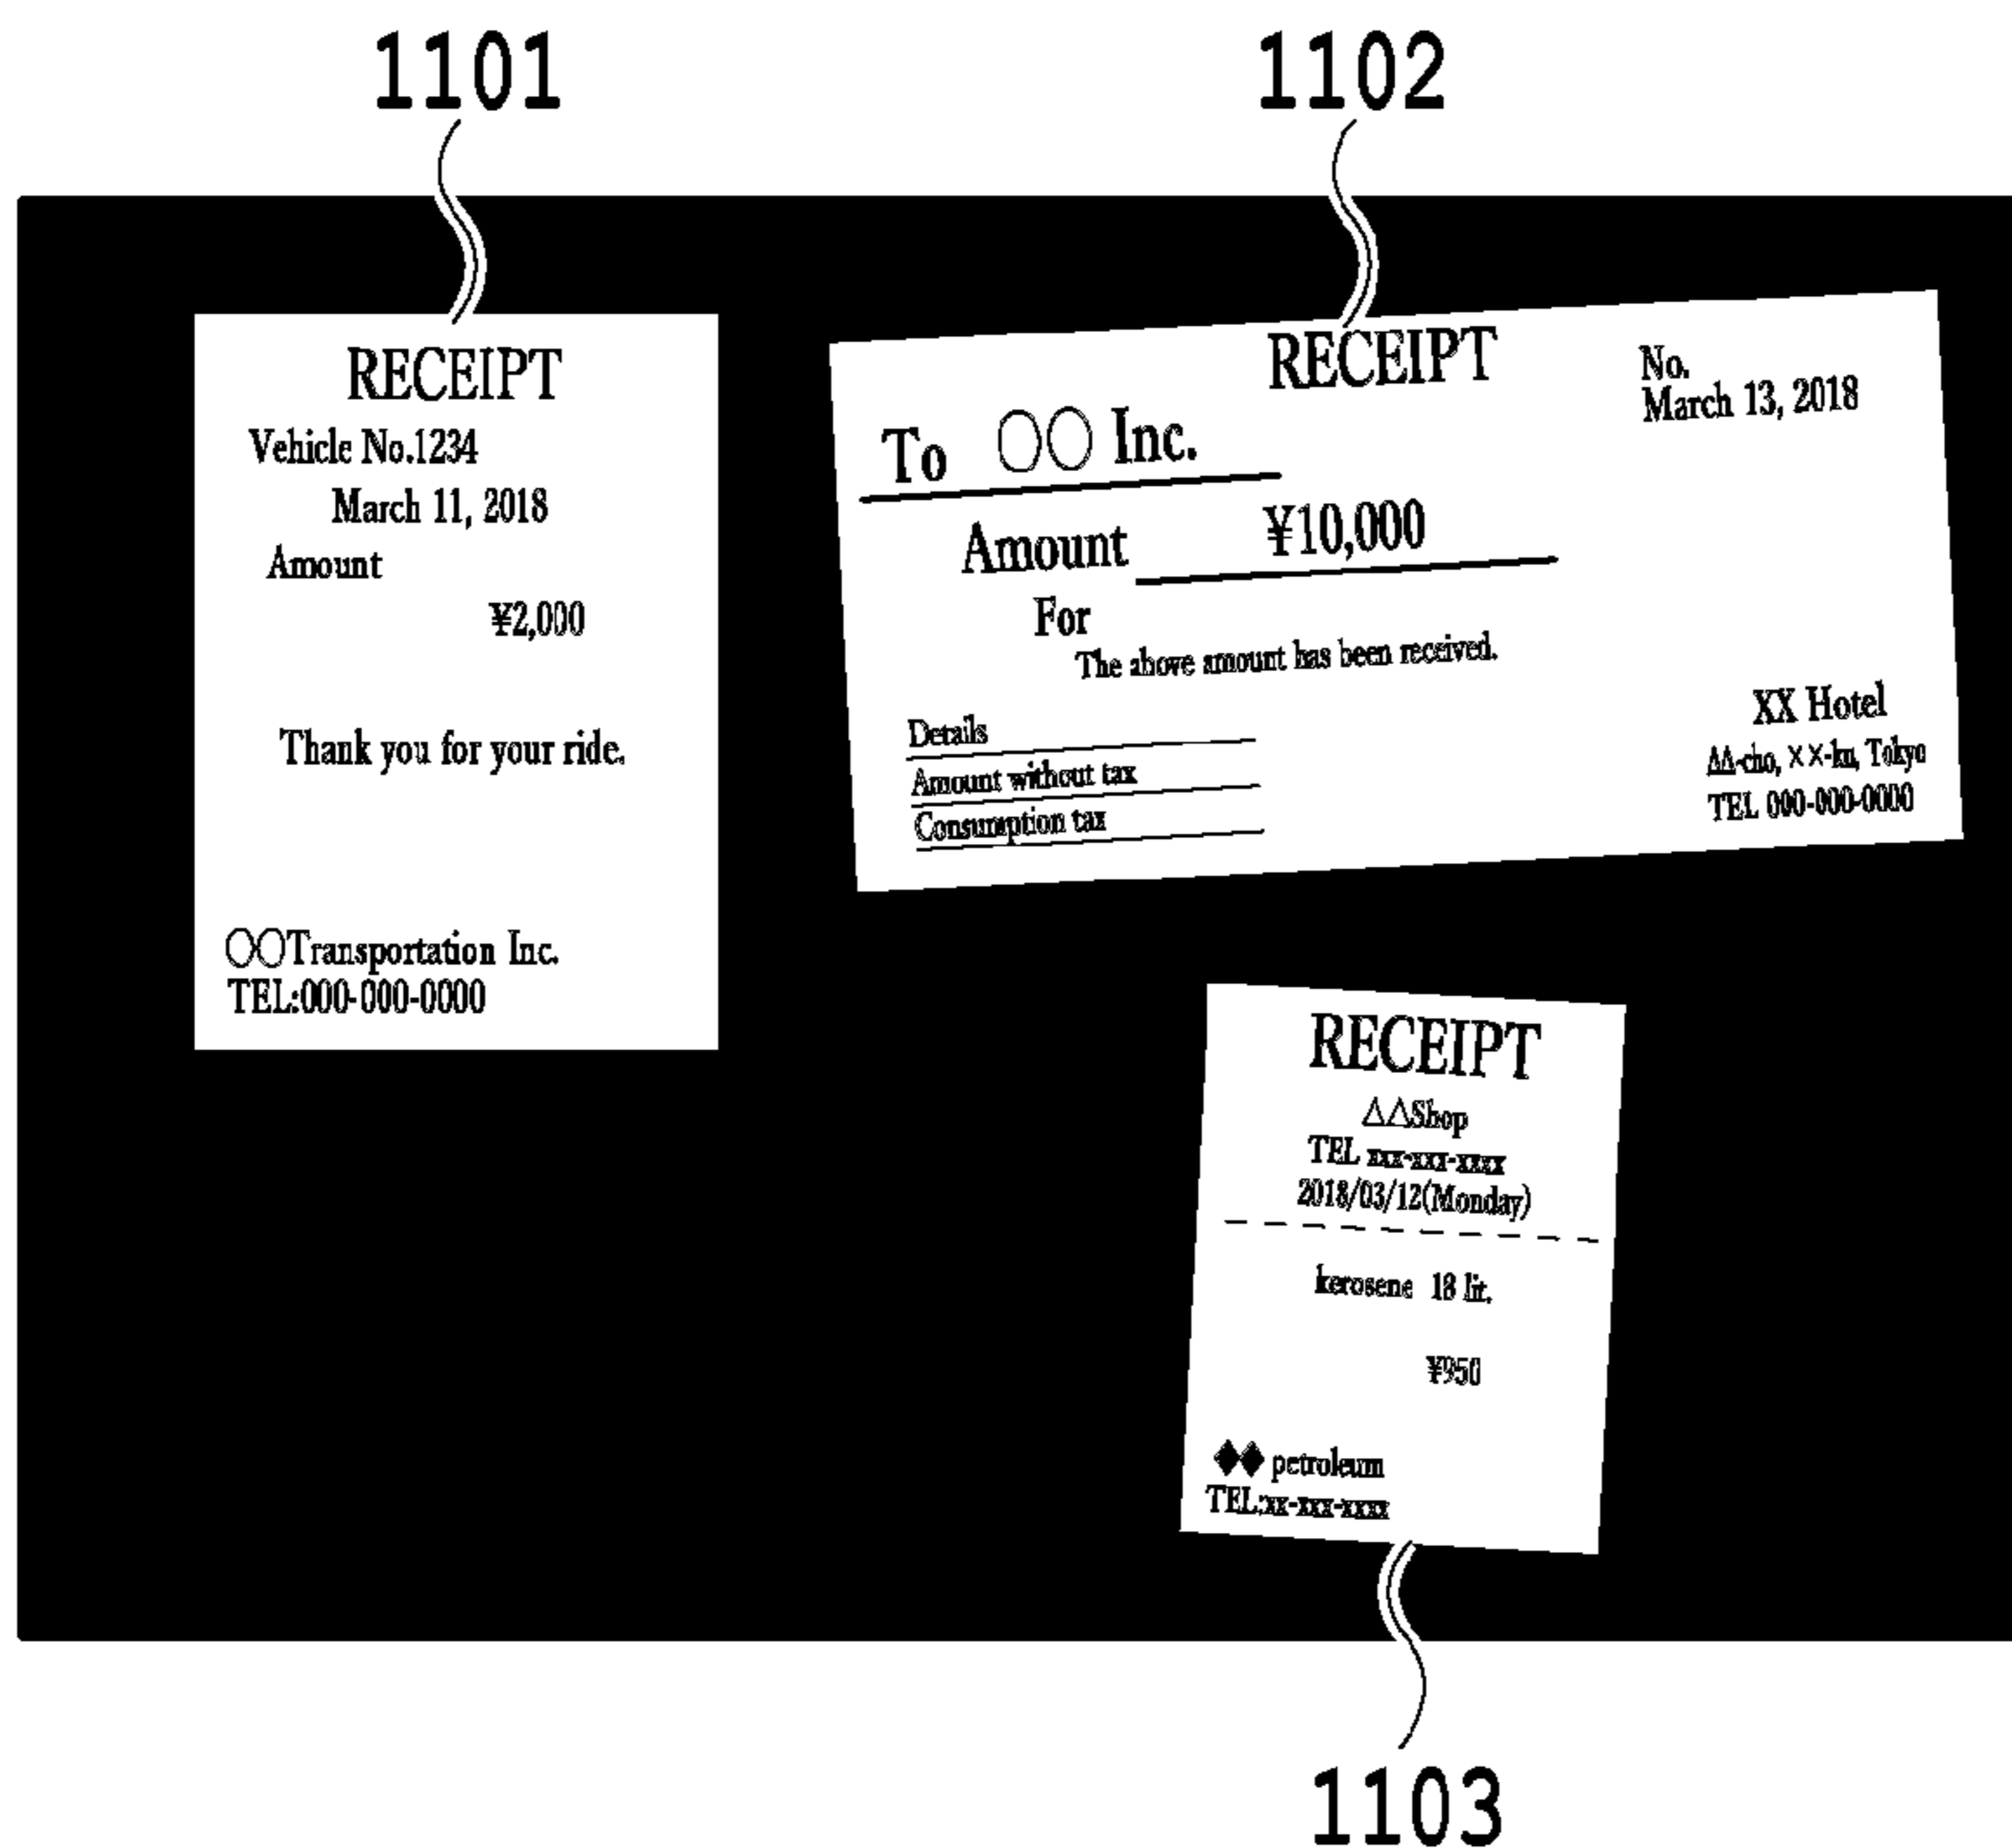 1101
1102
RECEIPT
Vehicle No.1234
March 11, 2018
Amount
¥2,000
Thank you for your ride.
○○Transportation Inc.
TEL:000-000-0000
RECEIPT
No.
March 13, 2018
To ○○ Inc.
Amount ¥10,000
For
The above amount has been received.
Details
Amount without tax
Consumption tax
XX Hotel
ΔΔ-cho, ××-ku, Tokyo
TEL 000-000-0000
RECEIPT
△△Shop
TEL xxx-xxx-xxxx
2018/03/12(Monday)
kerosene 18 lit.
¥950
◆◆ petroleum
TEL:xx-xxx-xxxx
1103